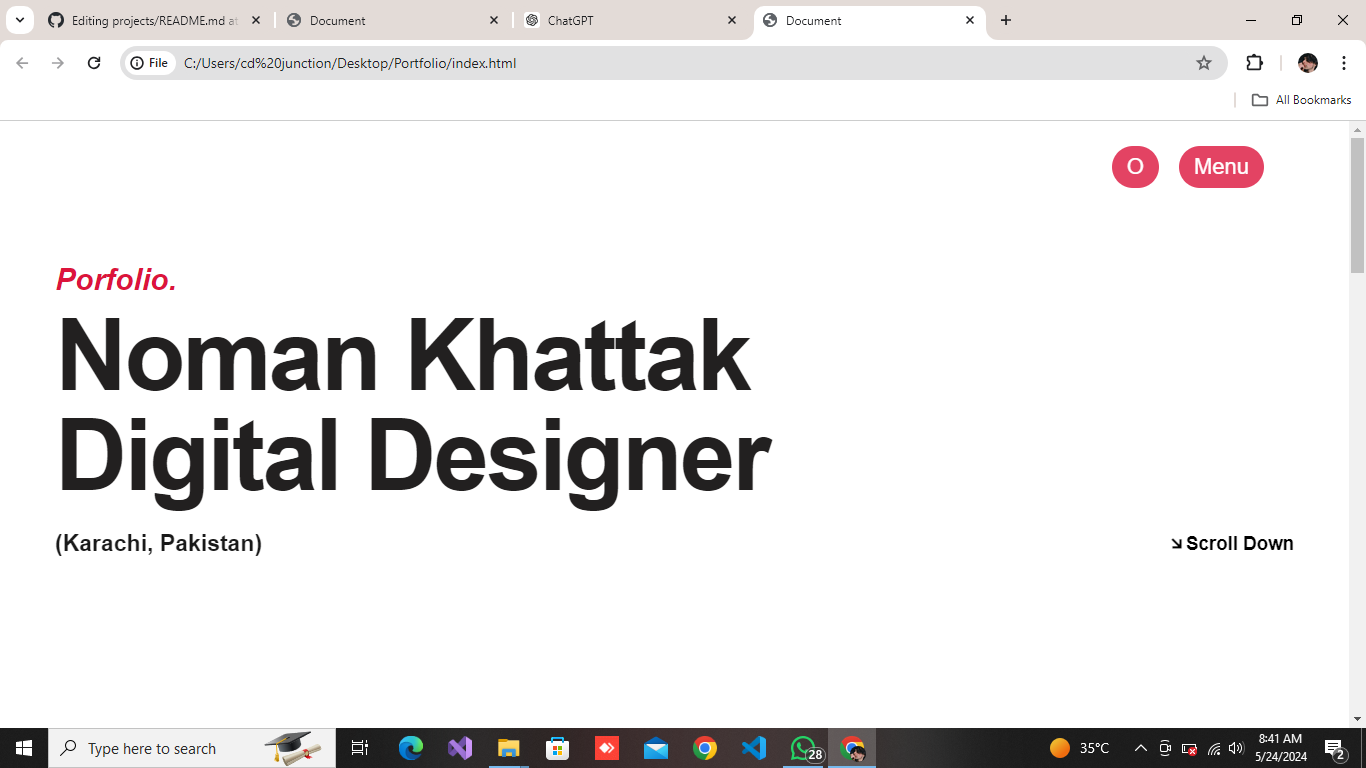 Editing projects/README.md at
Document
ChatGPT
Document
File
C:/Users/cd%20junction/Desktop/Portfolio/index.html
All Bookmarks
O
Menu
Porfolio.
Noman Khattak
Digital Designer
(Karachi, Pakistan)
Scroll Down
Type here to search
28
35°C
8:41 AM
5/24/2024
2